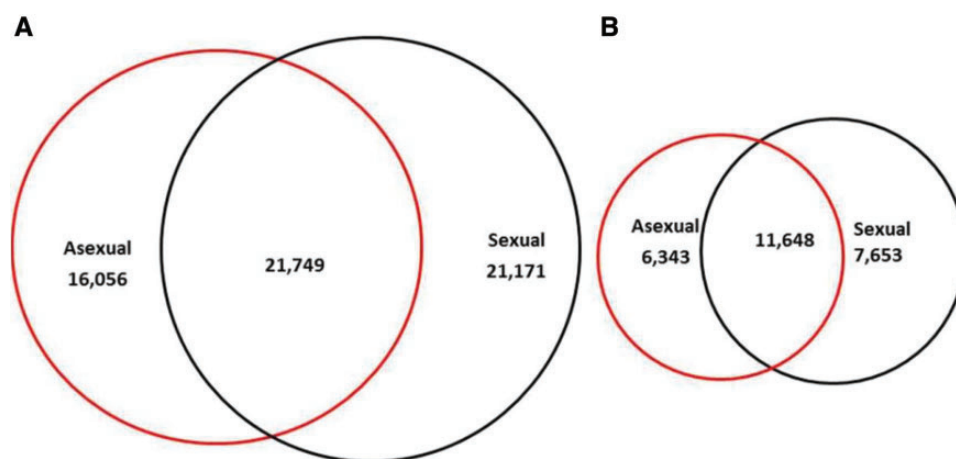 A
Asexual
16,056
21,749
Sexual
21,171
B
Asexual
6,343
11,648
Sexual
7,653